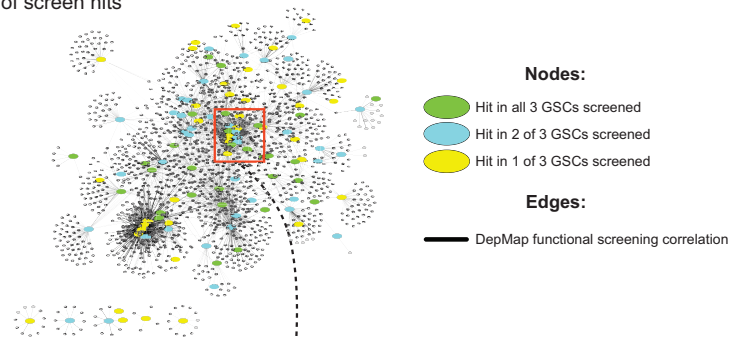 of screen hits
Nodes:
Hit in all 3 GSCs screened
Hit in 2 of 3 GSCs screened
Hit in 1 of 3 GSCs screened
Edges:
DepMap functional screening correlation